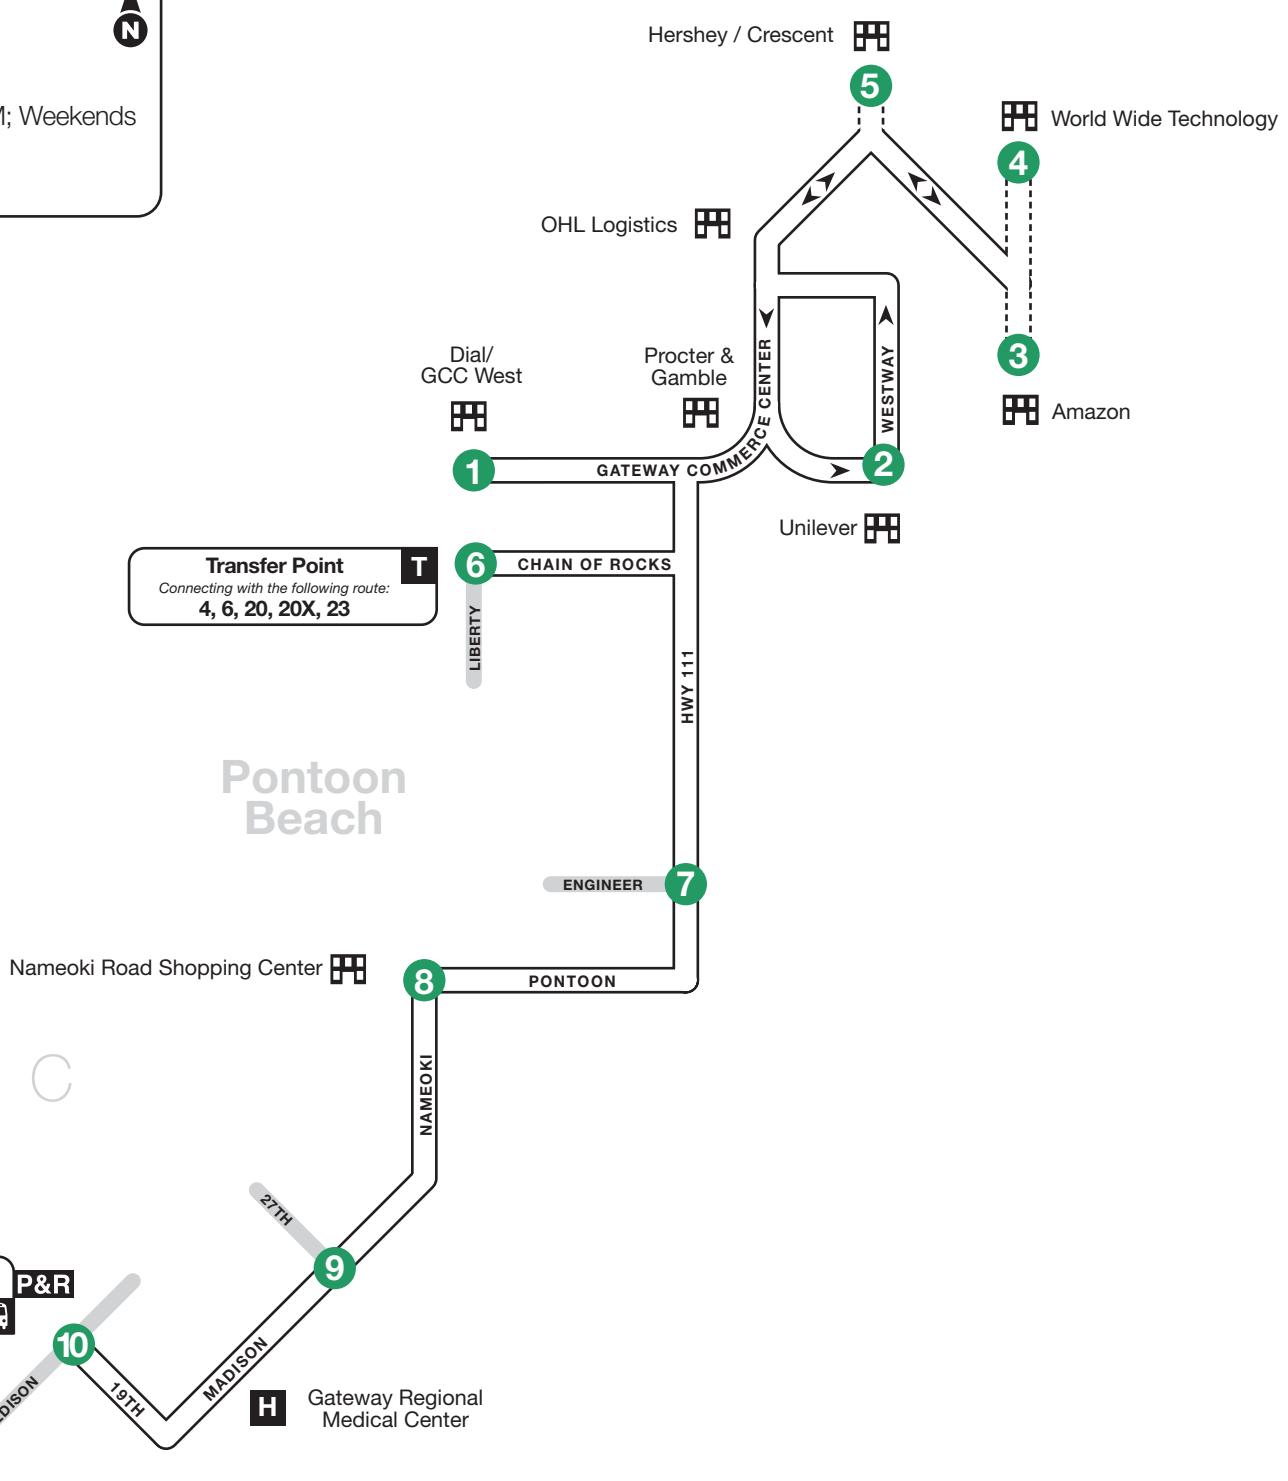 N
Hershey / Crescent
5
; Weekends
World Wide Technology
4
OHL Logistics
Dial/
GCC West
Procter &
Gamble
GATEWAY COMMERCE CENTER
WESTWAY
3
Amazon
1
2
Unilever
Transfer Point
T
Connecting with the following route:
4, 6, 20, 20X, 23
6
CHAIN OF ROCKS
LIBERTY
HWY 111
Pontoon
Beach
ENGINEER
7
Nameoki Road Shopping Center
8
PONTOON
NAMEOKI
C
27TH
9
P&R
10
19TH
MADISON
H
Gateway Regional
Medical Center